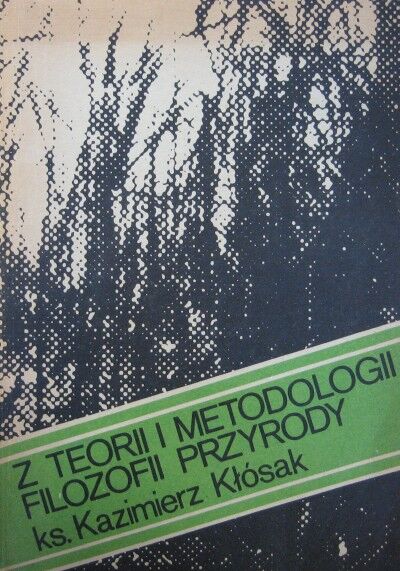 Z TEORII I METODOLOGII
FILOZOFII PRZYRODY
ks. Kazimierz Kłósak